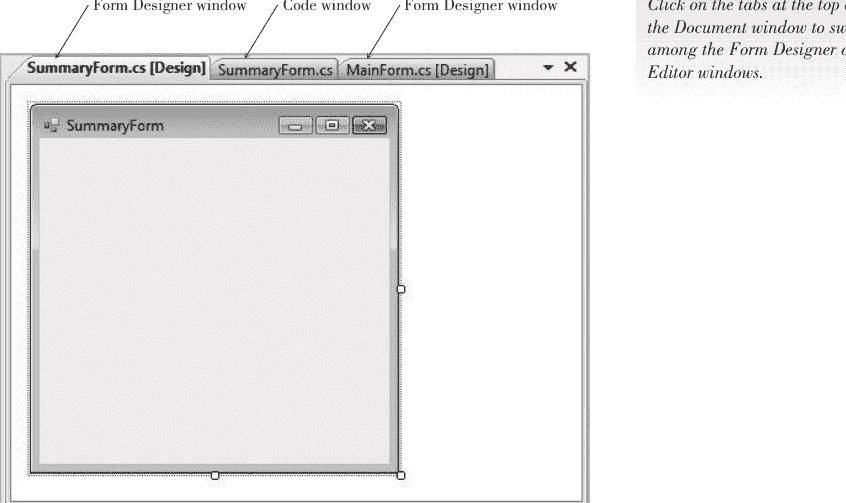 Form Designer window
Code window
Form Designer window
Click on the tabs at the top
the Document window to
among the Form Designer
Editor windows.
SummaryForm.cs [Design]
SummaryForm.cs
MainForm.cs [Design]
SummaryForm